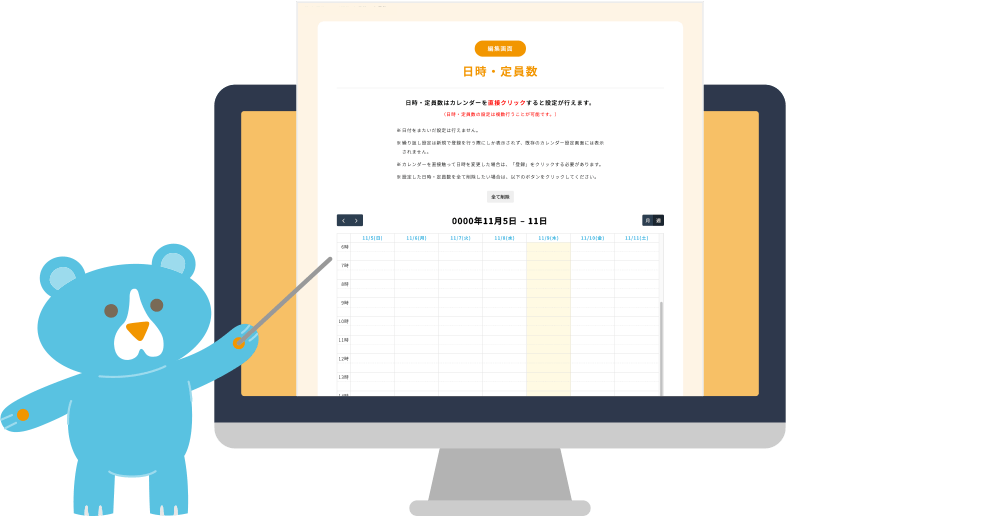 編集画面
日時・定員数
日時・定員数はカレンダーを直接クリックすると設定が行えます。
（日時・定員数の設定は複数行うことが可能です。）
※日付をまたいだ設定は行えません。
※繰り返し設定は新規で登録を行う際にしか表示されず、既存のカレンダー設定画面には表示
されません。
※カレンダーを直接触って日時を変更した場合は、「登録」をクリックする必要があります。
※設定した日時・定員数を全て削除したい場合は、以下のボタンをクリックしてください。
全て削除
0000年11月5日 – 11日
月 週
11/5(日) 11/6(月) 11/7(火) 11/8(水) 11/9(木) 11/10(金) 11/11(土)
6時
7時
8時
9時
10時
11時
12時
13時